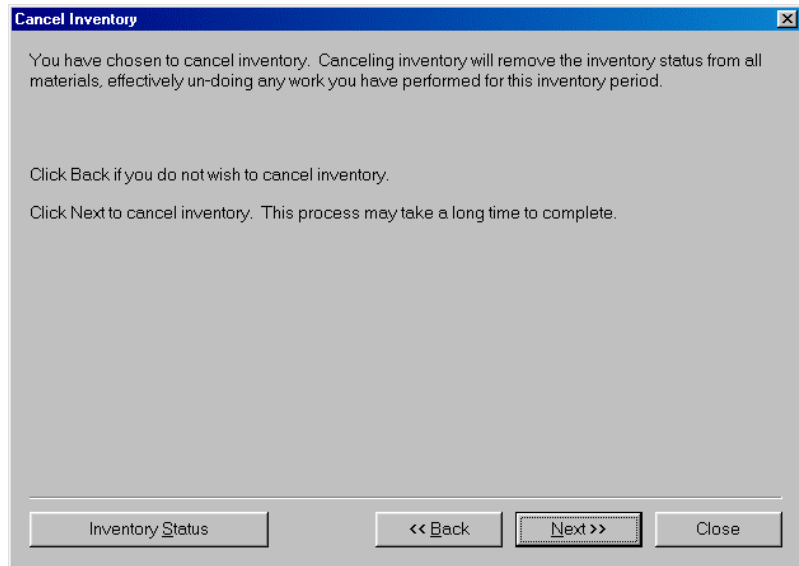 Cancel Inventory
You have chosen to cancel inventory. Canceling inventory will remove the inventory status from all
materials, effectively un-doing any work you have performed for this inventory period.
Click Back if you do not wish to cancel inventory.
Click Next to cancel inventory. This process may take a long time to complete.
Inventory Status
<< Back
Next >>
Close